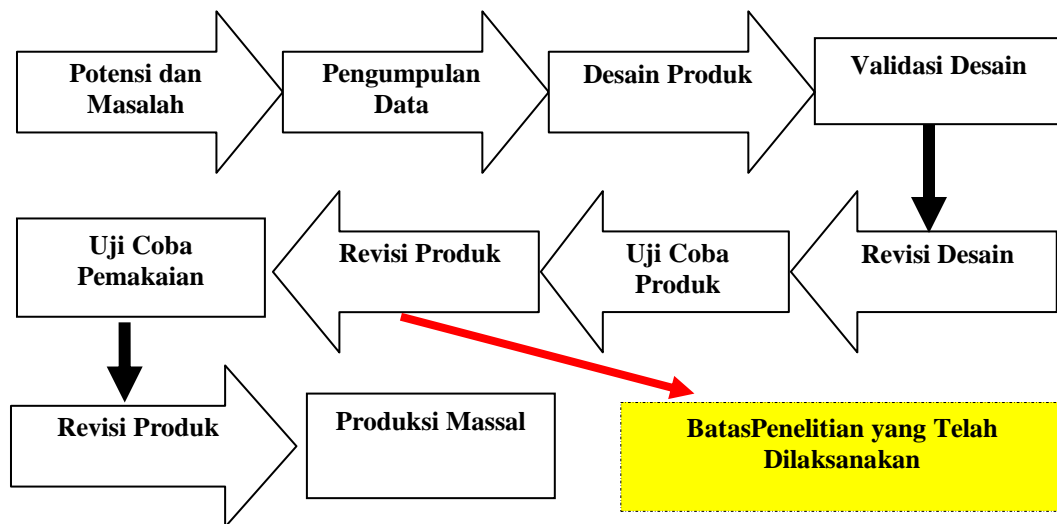 Potensi dan
Masalah
Pengumpulan
Data
Desain Produk
Validasi Desain
Uji Coba
Pemakaian
Revisi Produk
Uji Coba
Produk
Revisi Desain
Revisi Produk
Produksi Massal
BatasPenelitian yang Telah
Dilaksanakan